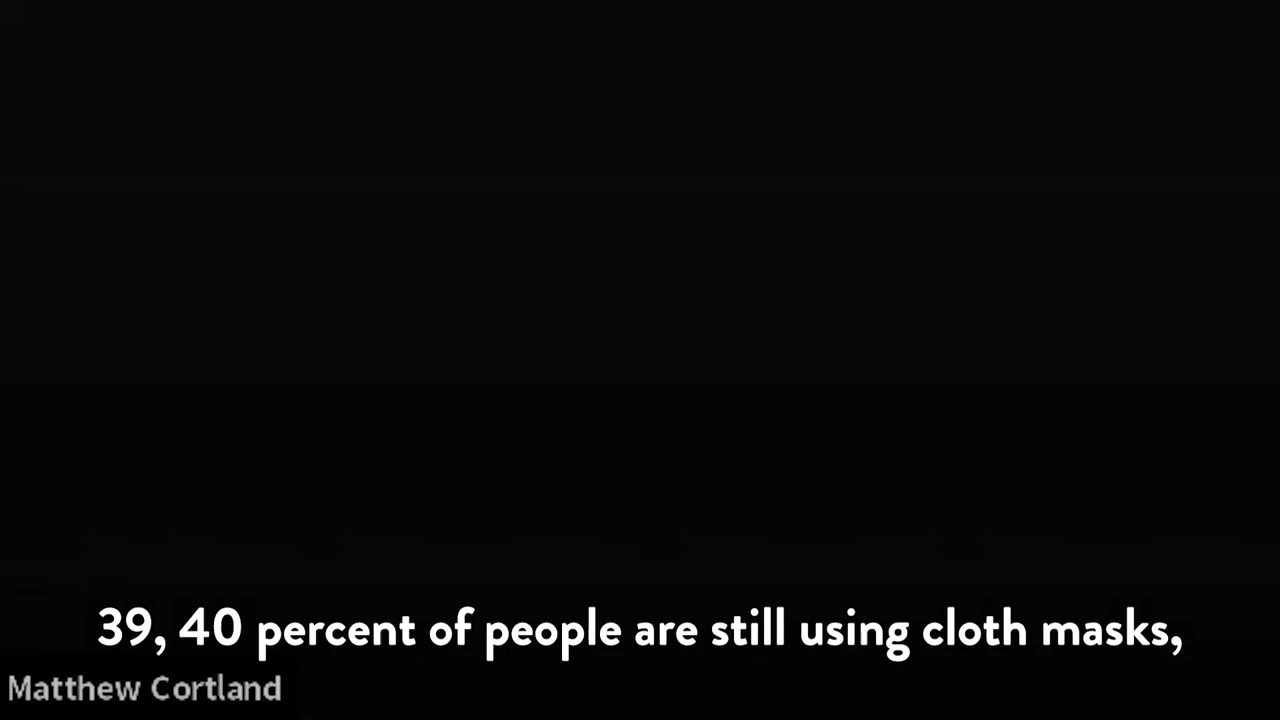 39, 40 percent of people are still using cloth masks,
Matthew Cortland